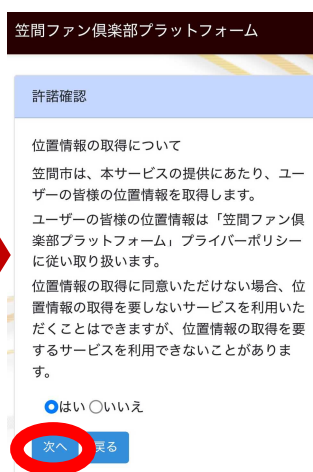 笠間ファン倶楽部プラットフォーム
許諾確認
位置情報の取得について
笠間市は、本サービスの提供にあたり、ユー
ザーの皆様の位置情報を取得します。
ユーザーの皆様の位置情報は「笠間ファン倶
楽部プラットフォーム」プライバーポリシー
に従い取り扱います。
位置情報の取得に同意いただけない場合、位
置情報の取得を要しないサービスを利用いた
だくことはできますが、位置情報の取得を要
するサービスを利用できないことがありま
す。
はい いいえ
次へ 戻る